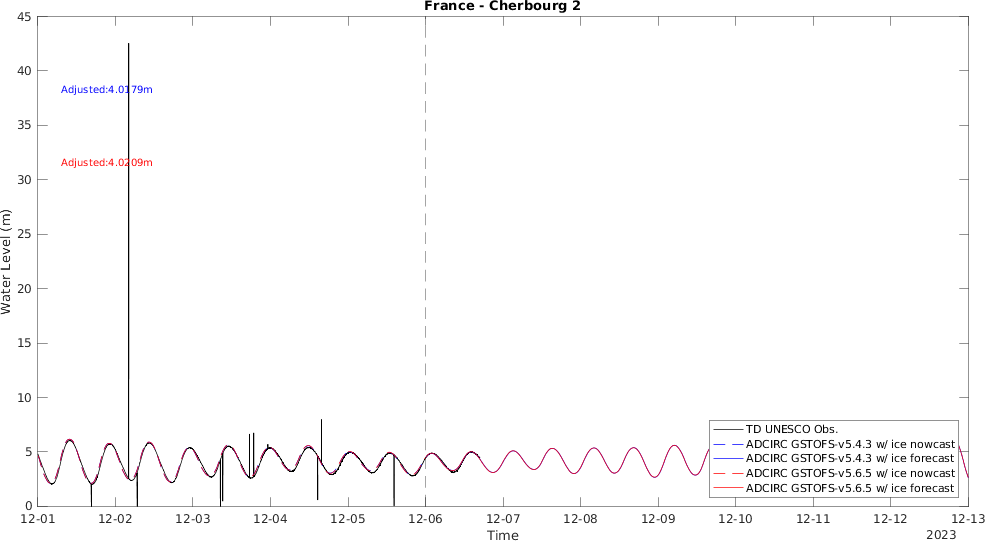 France - Cherbourg 2
45
40
35
30
25
20
15
10
5
0
Water Level (m)
Adjusted:4.0179m
Adjusted:4.0209m
TD UNESCO Obs.
ADCIRC GSTOFS-v5.4.3 w/ ice nowcast
ADCIRC GSTOFS-v5.4.3 w/ ice forecast
ADCIRC GSTOFS-v5.6.5 w/ ice nowcast
ADCIRC GSTOFS-v5.6.5 w/ ice forecast
12-01 12-02 12-03 12-04 12-05 12-06 12-07 12-08 12-09 12-10 12-11 12-12 12-13
Time
2023